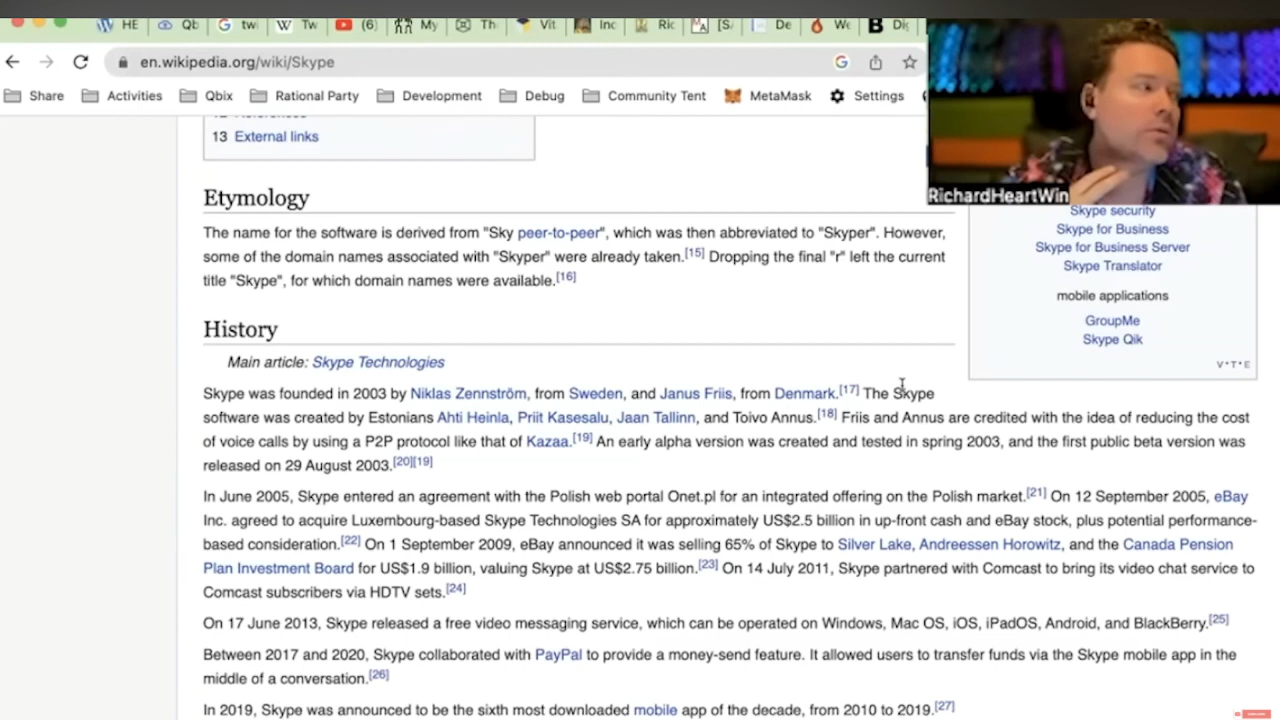 HE
Qb
twi
Tw
(6)
My
Th
Vit
Inc
Ric
[S/
De
We
Dig
en.wikipedia.org/wiki/Skype
Share
Activities
Qbix
Rational Party
Development
Debug
Community Tent
MetaMask
Settings
RichardHeartWin
13 External links
Etymology
The name for the software is derived from "Sky peer-to-peer", which was then abbreviated to "Skyper". However,
some of the domain names associated with "Skyper" were already taken.[15] Dropping the final "r" left the current
title "Skype", for which domain names were available.[16]
Skype security
Skype for Business
Skype for Business Server
Skype Translator
mobile applications
GroupMe
Skype Qik
V·T·E
History
Main article: Skype Technologies
Skype was founded in 2003 by Niklas Zennström, from Sweden, and Janus Friis, from Denmark.[17] The Skype
software was created by Estonians Ahti Heinla, Priit Kasesalu, Jaan Tallinn, and Toivo Annus.[18] Friis and Annus are credited with the idea of reducing the cost
of voice calls by using a P2P protocol like that of Kazaa.[19] An early alpha version was created and tested in spring 2003, and the first public beta version was
released on 29 August 2003.[20][19]
In June 2005, Skype entered an agreement with the Polish web portal Onet.pl for an integrated offering on the Polish market.[21] On 12 September 2005, eBay
Inc. agreed to acquire Luxembourg-based Skype Technologies SA for approximately US$2.5 billion in up-front cash and eBay stock, plus potential performance-
based consideration.[22] On 1 September 2009, eBay announced it was selling 65% of Skype to Silver Lake, Andreessen Horowitz, and the Canada Pension
Plan Investment Board for US$1.9 billion, valuing Skype at US$2.75 billion.[23] On 14 July 2011, Skype partnered with Comcast to bring its video chat service to
Comcast subscribers via HDTV sets.[24]
On 17 June 2013, Skype released a free video messaging service, which can be operated on Windows, Mac OS, iOS, iPadOS, Android, and BlackBerry.[25]
Between 2017 and 2020, Skype collaborated with PayPal to provide a money-send feature. It allowed users to transfer funds via the Skype mobile app in the
middle of a conversation.[26]
In 2019, Skype was announced to be the sixth most downloaded mobile app of the decade, from 2010 to 2019.[27]